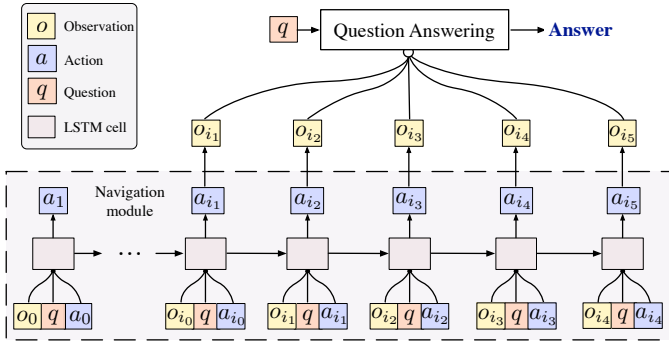 o Observation
a Action
q Question
LSTM cell
q Question Answering Answer
o_{i_1} o_{i_2} o_{i_3} o_{i_4} o_{i_5}
Navigation
module
a_1 a_{i_1} a_{i_2} a_{i_3} a_{i_4} a_{i_5}
...
o_0 q a_0 o_{i_0} q a_{i_0} o_{i_1} q a_{i_1} o_{i_2} q a_{i_2} o_{i_3} q a_{i_3} o_{i_4} q a_{i_4}